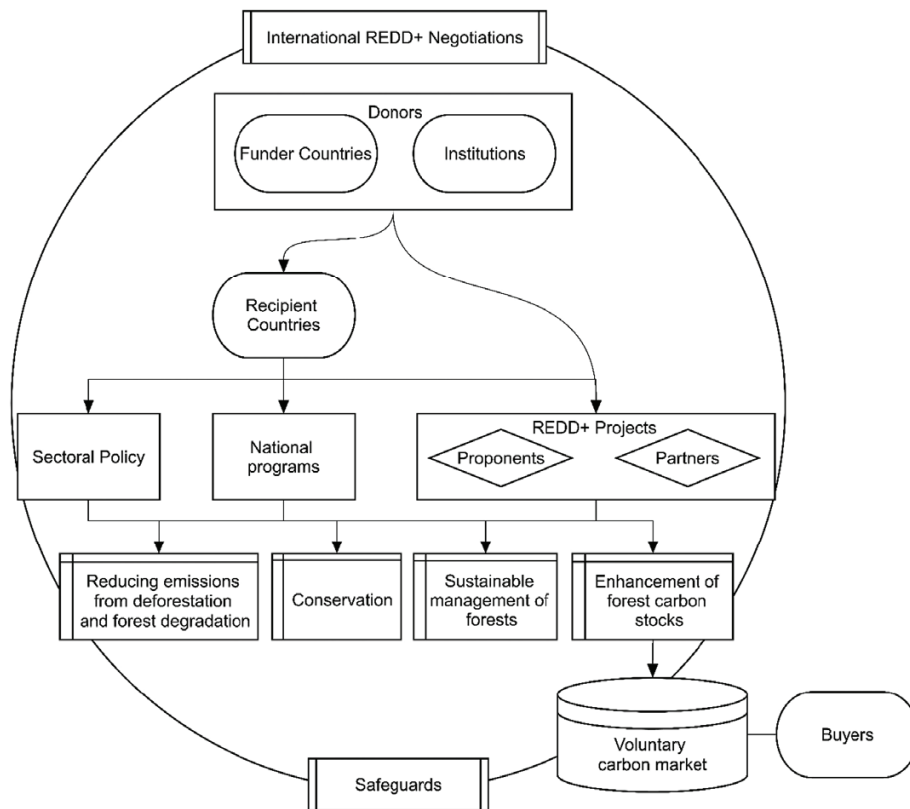 International REDD+ Negotiations
Donors
Funder Countries
Institutions
Recipient
Countries
Sectoral Policy
National
programs
REDD+ Projects
Proponents
Partners
Reducing emissions
from deforestation
and forest degradation
Conservation
Sustainable
management of
forests
Enhancement of
forest carbon
stocks
Voluntary
carbon market
Buyers
Safeguards